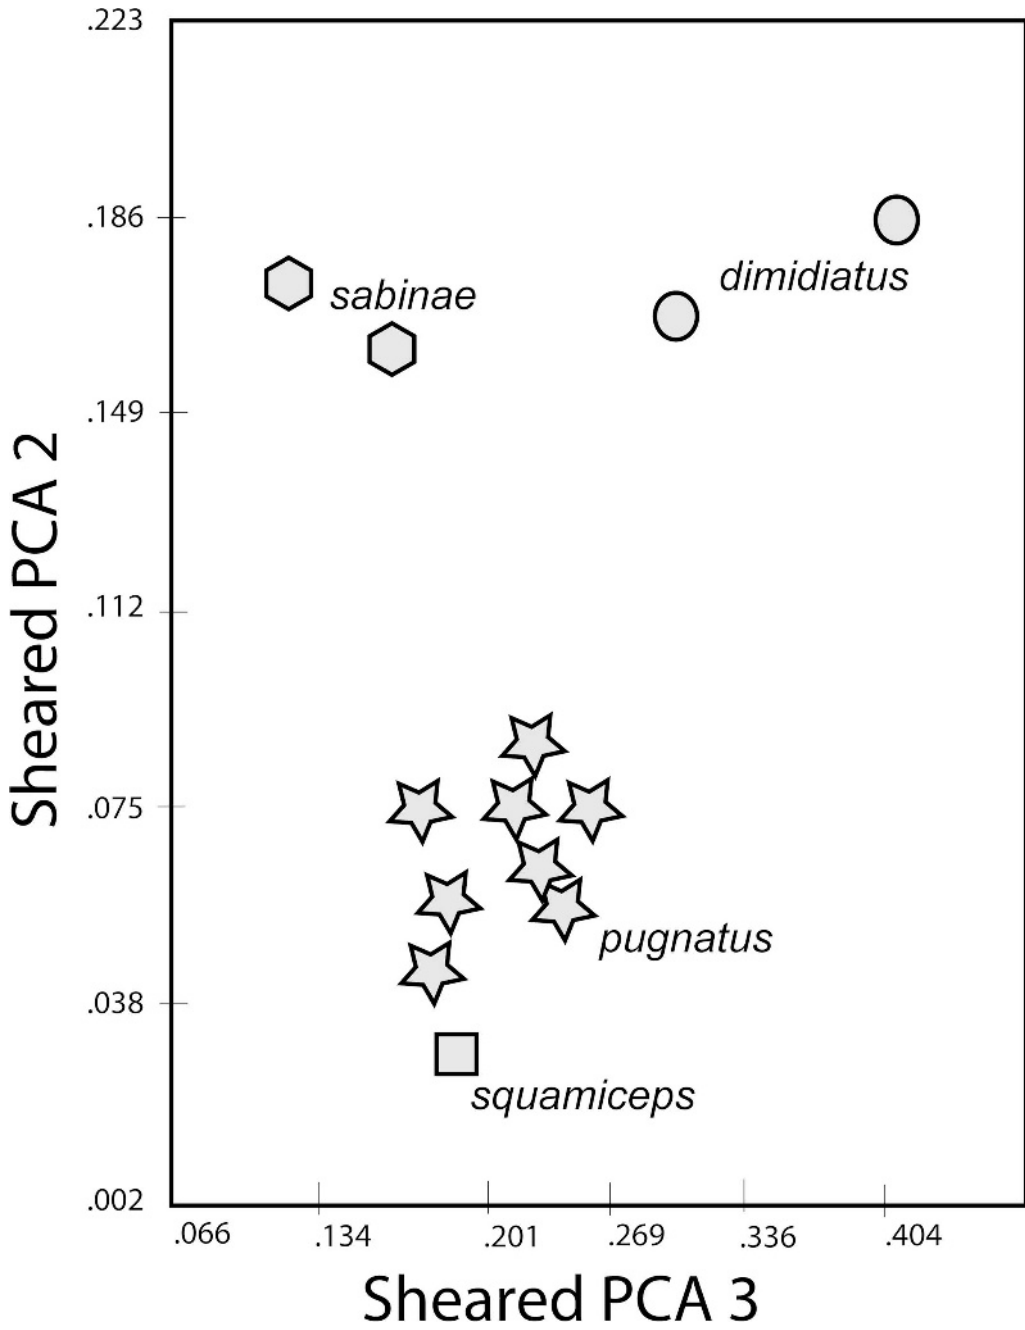 .223
.186
dimidiatus
sabinae
.149
Sheared PCA 2
.112
.075
pugnatus
.038
squamiceps
.002
.066 .134 .201 .269 .336 .404
Sheared PCA 3